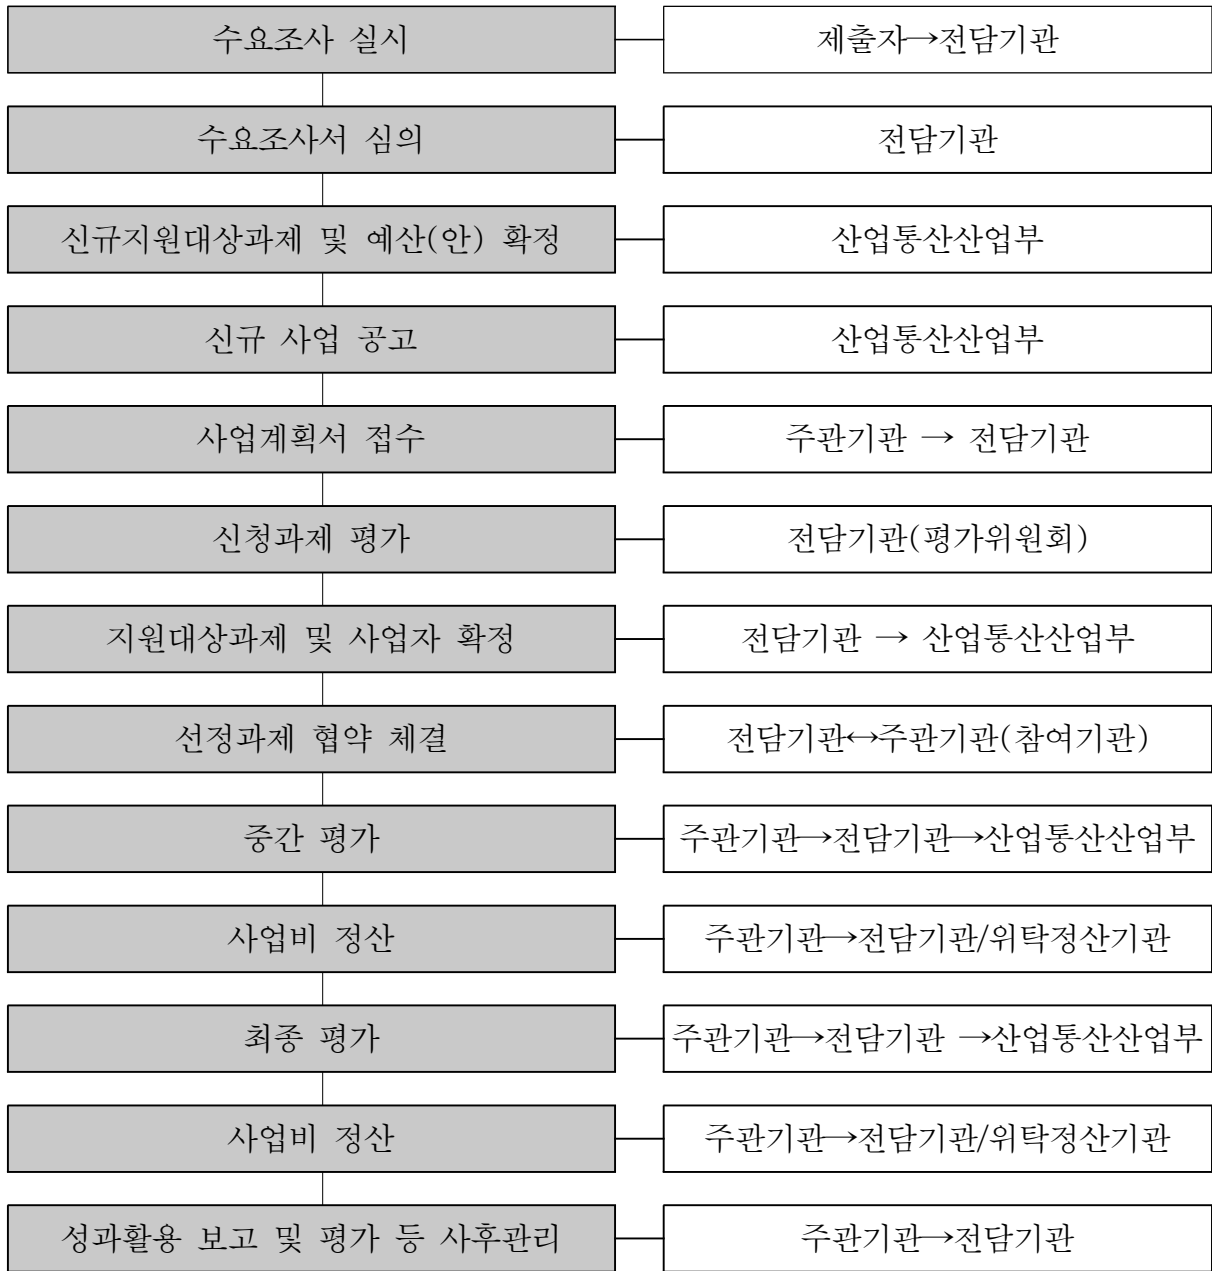 수요조사 실시
제출자→전담기관
수요조사서 심의
전담기관
신규지원대상과제 및 예산(안) 확정
산업통산산업부
신규 사업 공고
산업통산산업부
사업계획서 접수
주관기관 → 전담기관
신청과제 평가
전담기관(평가위원회)
지원대상과제 및 사업자 확정
전담기관 → 산업통산산업부
선정과제 협약 체결
전담기관↔주관기관(참여기관)
중간 평가
주관기관→전담기관→산업통산산업부
사업비 정산
주관기관→전담기관/위탁정산기관
최종 평가
주관기관→전담기관 →산업통산산업부
사업비 정산
주관기관→전담기관/위탁정산기관
성과활용 보고 및 평가 등 사후관리
주관기관→전담기관